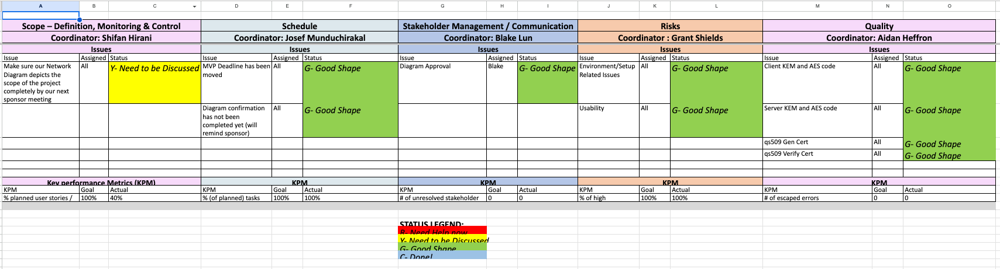 A B C D E F G H I J K L M N O
Scope – Definition, Monitoring & Control Schedule Stakeholder Management / Communication Risks Quality
Coordinator: Shifan Hirani Coordinator: Josef Munduchirakal Coordinator: Blake Lun Coordinator : Grant Shields Coordinator: Aidan Heffron
Issues Issues Issues Issues Issues
Issue Assigned Status Issue Assigned Status Issue Assigned Status Issue Assigned Status Issue Assigned Status
Make sure our Network All Y- Need to be Discussed MVP Deadline has been All G- Good Shape Diagram Approval Blake G- Good Shape Environment/Setup All G- Good Shape Client KEM and AES code All G- Good Shape
Diagram depicts the moved Related Issues
scope of the project
completely by our next
sponsor meeting
Diagram confirmation All G- Good Shape Usability All G- Good Shape Server KEM and AES code All G- Good Shape
has not been
completed yet (will
remind sponsor)
qs509 Gen Cert All G- Good Shape
qs509 Verify Cert All G- Good Shape
Key performance Metrics (KPM) KPM KPM KPM KPM
KPM Goal Actual KPM Goal Actual KPM Goal Actual KPM Goal Actual KPM Goal Actual
% planned user stories / 100% 40% % (of planned) tasks 100% 100% # of unresolved stakeholder 0 0 % of high 100% 100% # of escaped errors 0 0
STATUS LEGEND:
R- Need Help now
Y- Need to be Discussed
G- Good Shape
C- Done!